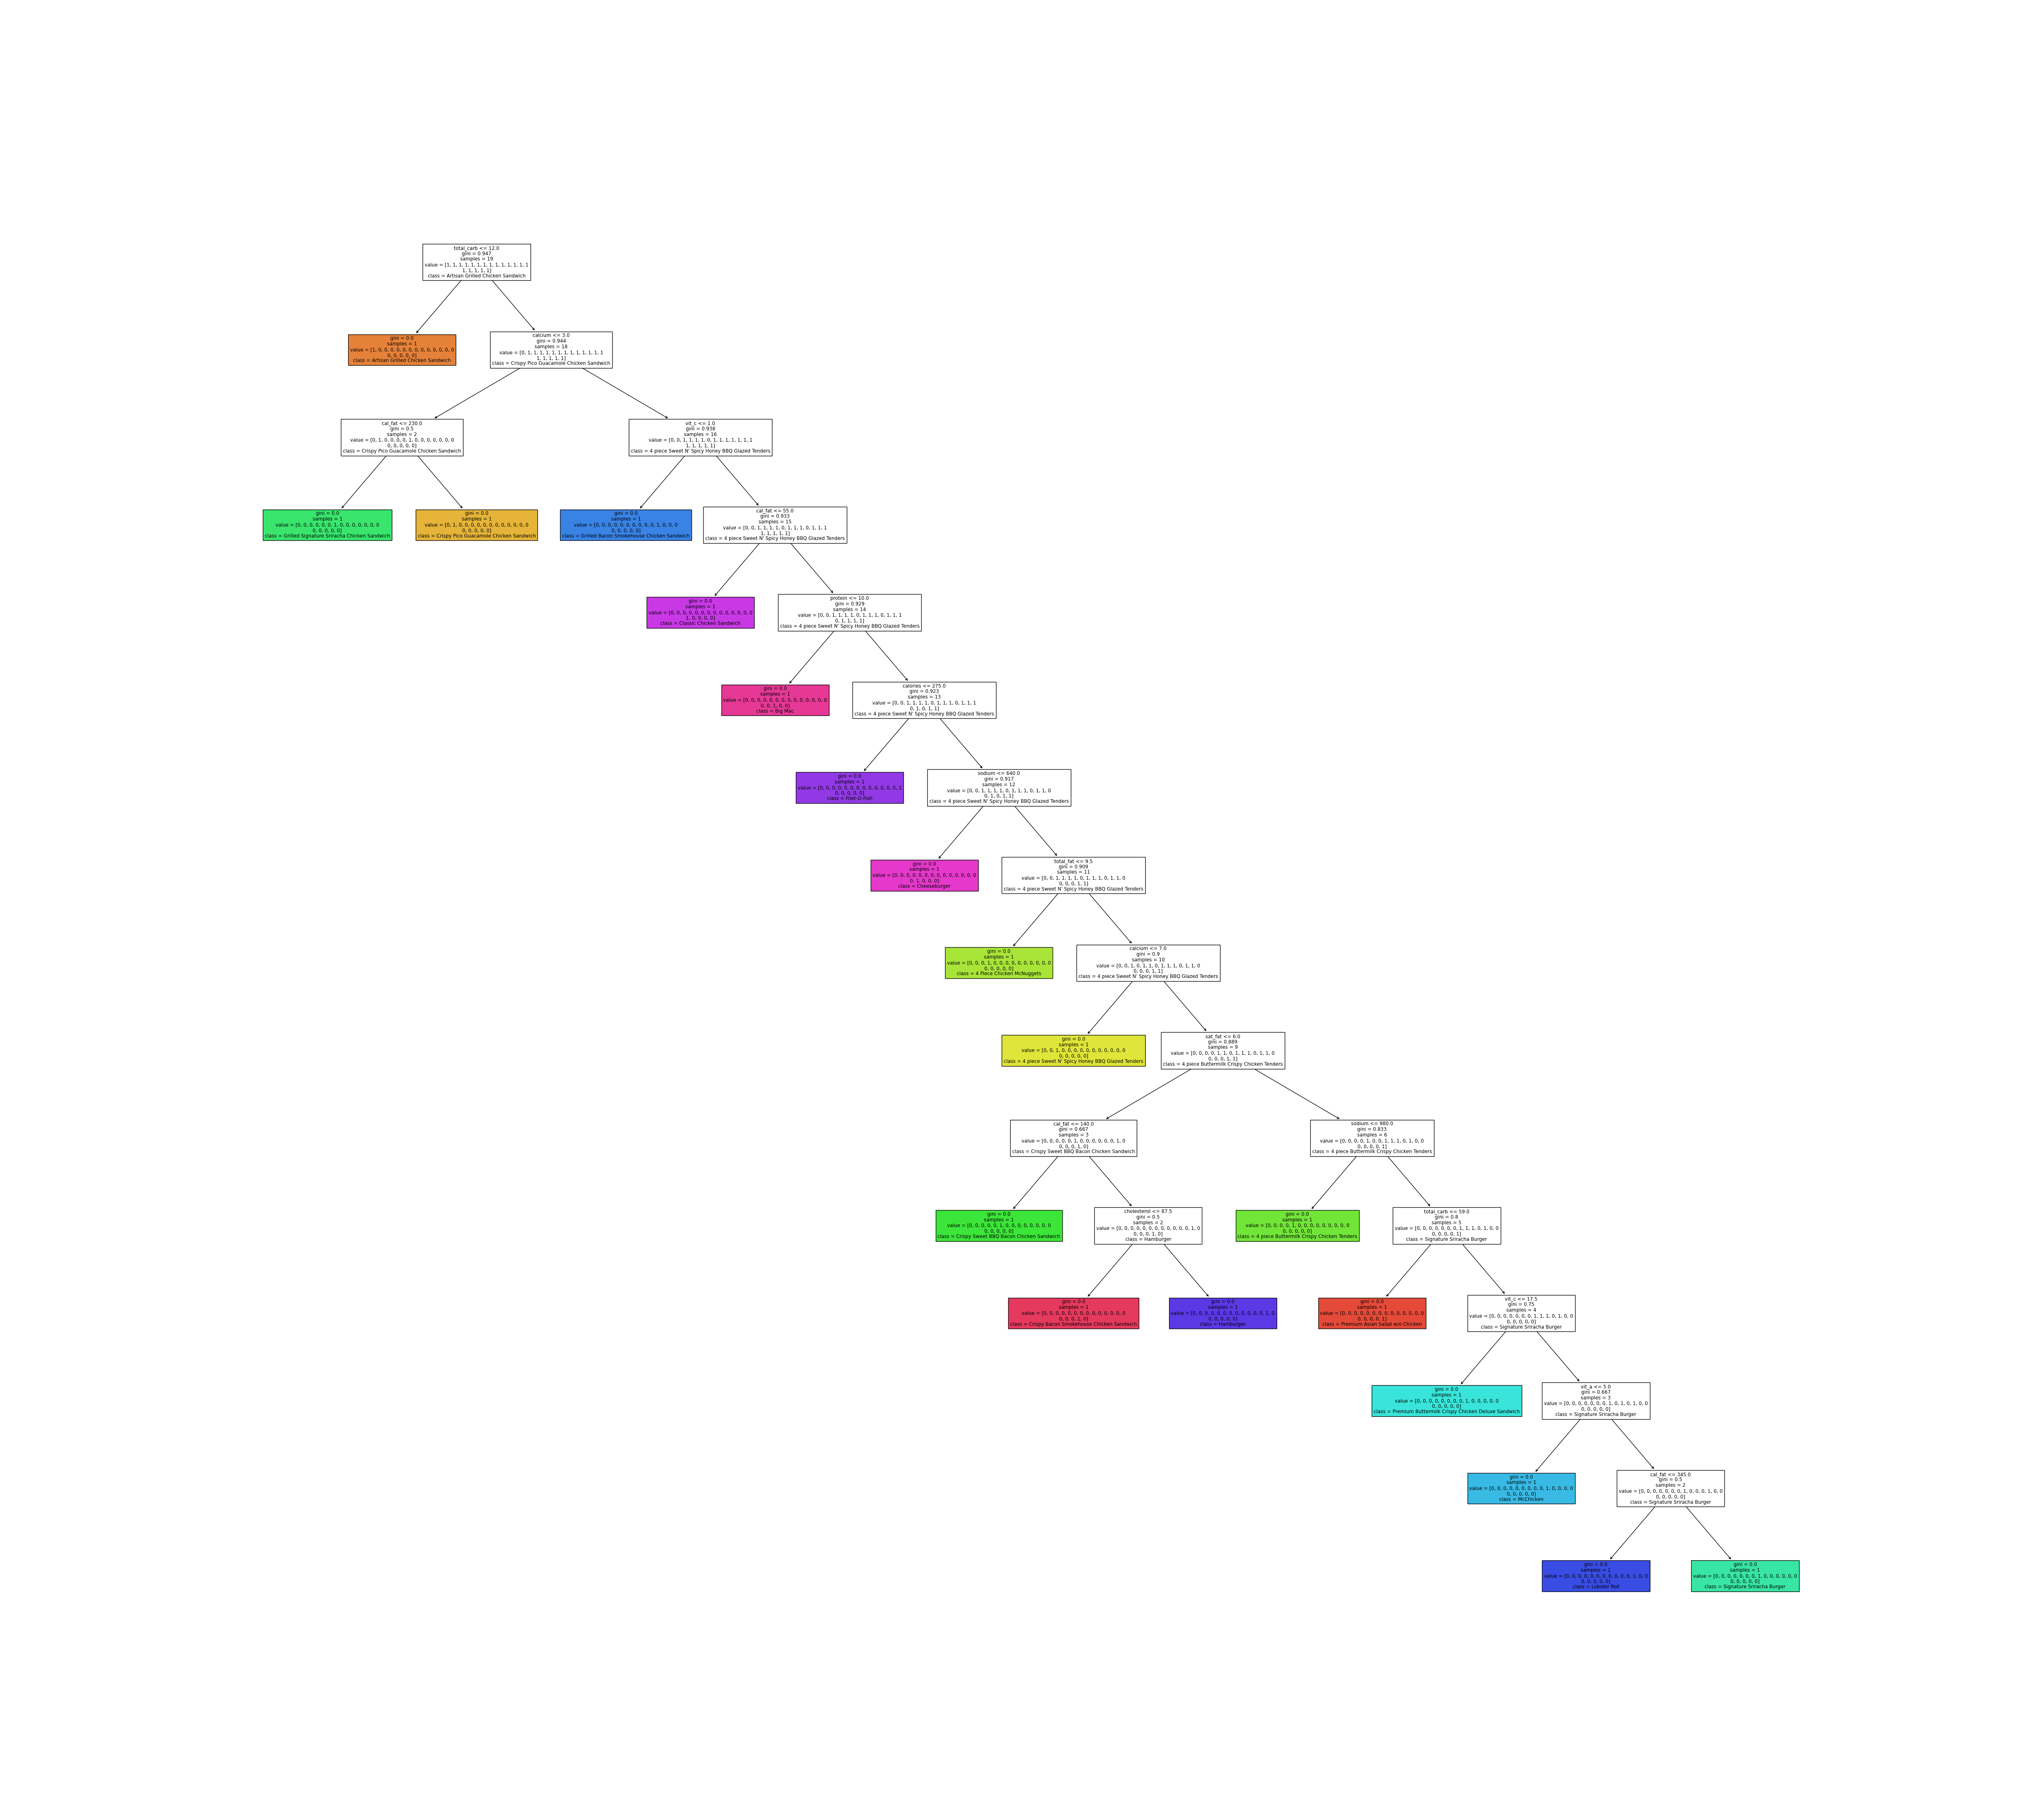 total_carb <= 12.0
gini = 0.947
samples = 19
value = [1, 1, 1, 1, 1, 1, 1, 1, 1, 1, 1, 1, 1, 1
1, 1, 1, 1, 1]
class = Artisan Grilled Chicken Sandwich
gini = 0.0
samples = 1
value = [1, 0, 0, 0, 0, 0, 0, 0, 0, 0, 0, 0, 0, 0
0, 0, 0, 0, 0]
class = Artisan Grilled Chicken Sandwich
calcium <= 3.0
gini = 0.944
samples = 18
value = [0, 1, 1, 1, 1, 1, 1, 1, 1, 1, 1, 1, 1, 1
1, 1, 1, 1, 1]
class = Crispy Pico Guacamole Chicken Sandwich
cal_fat <= 230.0
gini = 0.5
samples = 2
value = [0, 1, 0, 0, 0, 0, 1, 0, 0, 0, 0, 0, 0, 0
0, 0, 0, 0, 0]
class = Crispy Pico Guacamole Chicken Sandwich
vit_c <= 1.0
gini = 0.938
samples = 16
value = [0, 0, 1, 1, 1, 1, 0, 1, 1, 1, 1, 1, 1, 1
1, 1, 1, 1, 1]
class = 4 piece Sweet N' Spicy Honey BBQ Glazed Tenders
gini = 0.0
samples = 1
value = [0, 0, 0, 0, 0, 0, 1, 0, 0, 0, 0, 0, 0, 0
0, 0, 0, 0, 0]
class = Grilled Signature Sriracha Chicken Sandwich
gini = 0.0
samples = 1
value = [0, 1, 0, 0, 0, 0, 0, 0, 0, 0, 0, 0, 0, 0
0, 0, 0, 0, 0]
class = Crispy Pico Guacamole Chicken Sandwich
gini = 0.0
samples = 1
value = [0, 0, 0, 0, 0, 0, 0, 0, 0, 0, 1, 0, 0, 0
0, 0, 0, 0, 0]
class = Grilled Bacon Smokehouse Chicken Sandwich
cal_fat <= 55.0
gini = 0.933
samples = 15
value = [0, 0, 1, 1, 1, 1, 0, 1, 1, 1, 0, 1, 1, 1
1, 1, 1, 1, 1]
class = 4 piece Sweet N' Spicy Honey BBQ Glazed Tenders
gini = 0.0
samples = 1
value = [0, 0, 0, 0, 0, 0, 0, 0, 0, 0, 0, 0, 0, 0
1, 0, 0, 0, 0]
class = Classic Chicken Sandwich
protein <= 10.0
gini = 0.929
samples = 14
value = [0, 0, 1, 1, 1, 1, 0, 1, 1, 1, 0, 1, 1, 1
0, 1, 1, 1, 1]
class = 4 piece Sweet N' Spicy Honey BBQ Glazed Tenders
gini = 0.0
samples = 1
value = [0, 0, 0, 0, 0, 0, 0, 0, 0, 0, 0, 0, 0, 0
0, 0, 1, 0, 0]
class = Big Mac
calories <= 275.0
gini = 0.923
samples = 13
value = [0, 0, 1, 1, 1, 1, 0, 1, 1, 1, 0, 1, 1, 1
0, 1, 0, 1, 1]
class = 4 piece Sweet N' Spicy Honey BBQ Glazed Tenders
gini = 0.0
samples = 1
value = [0, 0, 0, 0, 0, 0, 0, 0, 0, 0, 0, 0, 0, 1
0, 0, 0, 0, 0]
class = Filet-O-Fish
sodium <= 640.0
gini = 0.917
samples = 12
value = [0, 0, 1, 1, 1, 1, 0, 1, 1, 1, 0, 1, 1, 0
0, 1, 0, 1, 1]
class = 4 piece Sweet N' Spicy Honey BBQ Glazed Tenders
gini = 0.0
samples = 1
value = [0, 0, 0, 0, 0, 0, 0, 0, 0, 0, 0, 0, 0, 0
0, 1, 0, 0, 0]
class = Cheeseburger
total_fat <= 9.5
gini = 0.909
samples = 11
value = [0, 0, 1, 1, 1, 1, 0, 1, 1, 1, 0, 1, 1, 0
0, 0, 0, 1, 1]
class = 4 piece Sweet N' Spicy Honey BBQ Glazed Tenders
gini = 0.0
samples = 1
value = [0, 0, 0, 1, 0, 0, 0, 0, 0, 0, 0, 0, 0, 0
0, 0, 0, 0, 0]
class = 4 Piece Chicken McNuggets
calcium <= 7.0
gini = 0.9
samples = 10
value = [0, 0, 1, 0, 1, 1, 0, 1, 1, 1, 0, 1, 1, 0
0, 0, 0, 1, 1]
class = 4 piece Sweet N' Spicy Honey BBQ Glazed Tenders
gini = 0.0
samples = 1
value = [0, 0, 1, 0, 0, 0, 0, 0, 0, 0, 0, 0, 0, 0
0, 0, 0, 0, 0]
class = 4 piece Sweet N' Spicy Honey BBQ Glazed Tenders
sat_fat <= 6.0
gini = 0.889
samples = 9
value = [0, 0, 0, 0, 1, 1, 0, 1, 1, 1, 0, 1, 1, 0
0, 0, 0, 1, 1]
class = 4 piece Buttermilk Crispy Chicken Tenders
cal_fat <= 140.0
gini = 0.667
samples = 3
value = [0, 0, 0, 0, 0, 1, 0, 0, 0, 0, 0, 0, 1, 0
0, 0, 0, 1, 0]
class = Crispy Sweet BBQ Bacon Chicken Sandwich
sodium <= 980.0
gini = 0.833
samples = 6
value = [0, 0, 0, 0, 1, 0, 0, 1, 1, 1, 0, 1, 0, 0
0, 0, 0, 0, 1]
class = 4 piece Buttermilk Crispy Chicken Tenders
gini = 0.0
samples = 1
value = [0, 0, 0, 0, 0, 1, 0, 0, 0, 0, 0, 0, 0, 0
0, 0, 0, 0, 0]
class = Crispy Sweet BBQ Bacon Chicken Sandwich
cholesterol <= 87.5
gini = 0.5
samples = 2
value = [0, 0, 0, 0, 0, 0, 0, 0, 0, 0, 0, 0, 1, 0
0, 0, 0, 1, 0]
class = Hamburger
gini = 0.0
samples = 1
value = [0, 0, 0, 0, 1, 0, 0, 0, 0, 0, 0, 0, 0, 0
0, 0, 0, 0, 0]
class = 4 piece Buttermilk Crispy Chicken Tenders
total_carb <= 59.0
gini = 0.8
samples = 5
value = [0, 0, 0, 0, 0, 0, 0, 1, 1, 1, 0, 1, 0, 0
0, 0, 0, 0, 1]
class = Signature Sriracha Burger
gini = 0.0
samples = 1
value = [0, 0, 0, 0, 0, 0, 0, 0, 0, 0, 0, 0, 0, 0
0, 0, 0, 1, 0]
class = Crispy Bacon Smokehouse Chicken Sandwich
gini = 0.0
samples = 1
value = [0, 0, 0, 0, 0, 0, 0, 0, 0, 0, 0, 0, 1, 0
0, 0, 0, 0, 0]
class = Hamburger
gini = 0.0
samples = 1
value = [0, 0, 0, 0, 0, 0, 0, 0, 0, 0, 0, 0, 0, 0
0, 0, 0, 0, 1]
class = Premium Asian Salad w/o Chicken
vit_c <= 17.5
gini = 0.75
samples = 4
value = [0, 0, 0, 0, 0, 0, 0, 1, 1, 1, 0, 1, 0, 0
0, 0, 0, 0, 0]
class = Signature Sriracha Burger
gini = 0.0
samples = 1
value = [0, 0, 0, 0, 0, 0, 0, 0, 1, 0, 0, 0, 0, 0
0, 0, 0, 0, 0]
class = Premium Buttermilk Crispy Chicken Deluxe Sandwich
vit_a <= 5.0
gini = 0.667
samples = 3
value = [0, 0, 0, 0, 0, 0, 0, 1, 0, 1, 0, 1, 0, 0
0, 0, 0, 0, 0]
class = Signature Sriracha Burger
gini = 0.0
samples = 1
value = [0, 0, 0, 0, 0, 0, 0, 0, 0, 1, 0, 0, 0, 0
0, 0, 0, 0, 0]
class = McChicken
cal_fat <= 345.0
gini = 0.5
samples = 2
value = [0, 0, 0, 0, 0, 0, 0, 1, 0, 0, 0, 1, 0, 0
0, 0, 0, 0, 0]
class = Signature Sriracha Burger
gini = 0.0
samples = 1
value = [0, 0, 0, 0, 0, 0, 0, 0, 0, 0, 0, 1, 0, 0
0, 0, 0, 0, 0]
class = Lobster Roll
gini = 0.0
samples = 1
value = [0, 0, 0, 0, 0, 0, 0, 1, 0, 0, 0, 0, 0, 0
0, 0, 0, 0, 0]
class = Signature Sriracha Burger